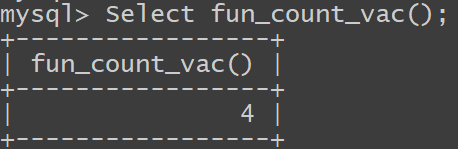 mysql> Select fun_count_vac();
+-----------------+
| fun_count_vac() |
+-----------------+
|               4 |
+-----------------+